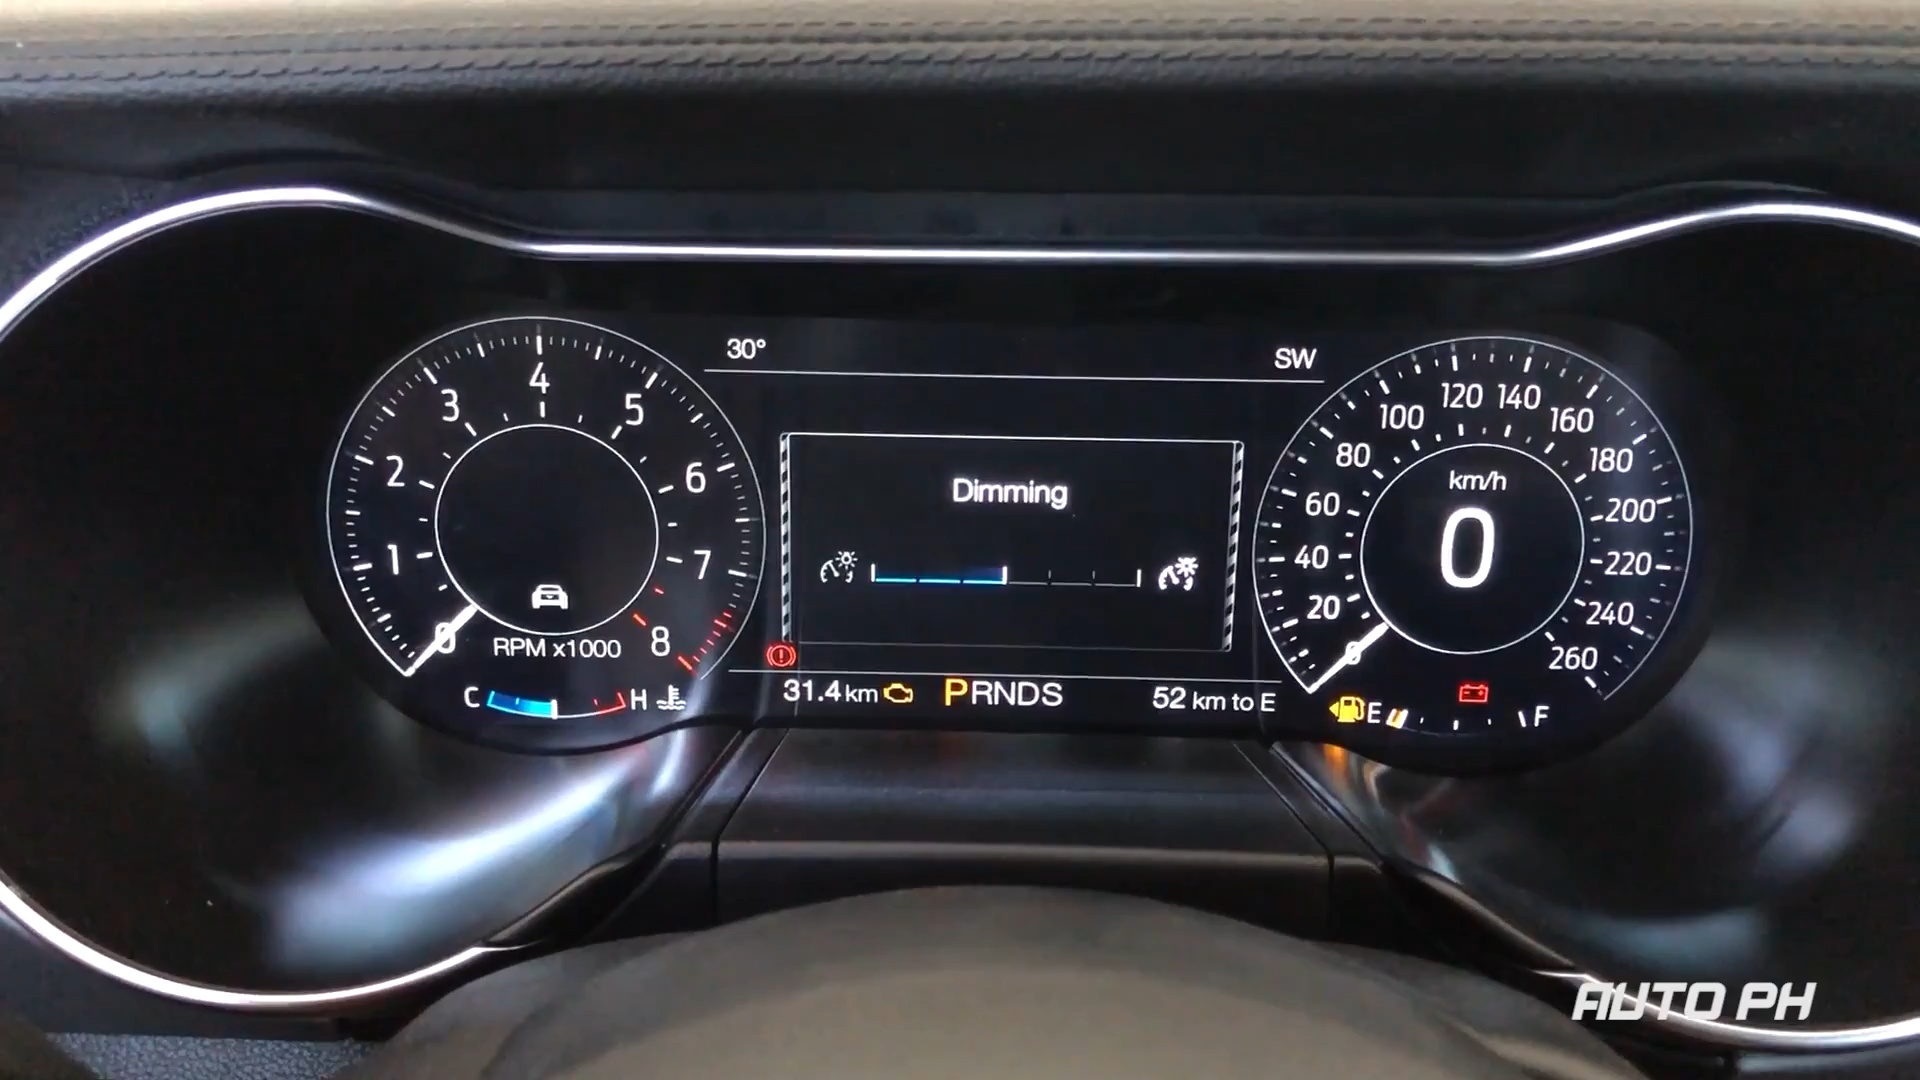 30° SW
Dimming
0 1 2 3 4 5 6 7 8
RPM x1000
C H
0 20 40 60 80 100 120 140 160 180 200 220 240 260
km/h
0
31.4 km PRNDS 52 km to E
E F
AUTO PH